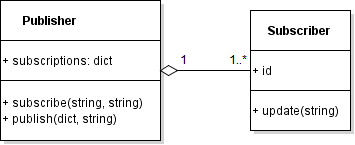 Publisher
+ subscriptions: dict
+ subscribe(string, string)
+ publish(dict, string)
1
1..*
Subscriber
+ id
+ update(string)